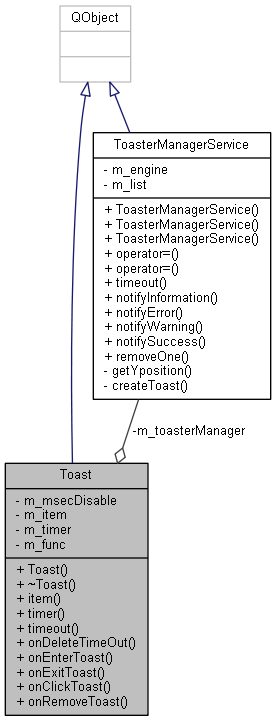 QObject
ToasterManagerService
- m_engine
- m_list
+ ToasterManagerService()
+ ToasterManagerService()
+ ToasterManagerService()
+ operator=()
+ operator=()
+ timeout()
+ notifyInformation()
+ notifyError()
+ notifyWarning()
+ notifySuccess()
+ removeOne()
- getYposition()
- createToast()
-m_toasterManager
Toast
- m_msecDisable
- m_item
- m_timer
- m_func
+ Toast()
+ ~Toast()
+ item()
+ timer()
+ timeout()
+ onDeleteTimeOut()
+ onEnterToast()
+ onExitToast()
+ onClickToast()
+ onRemoveToast()